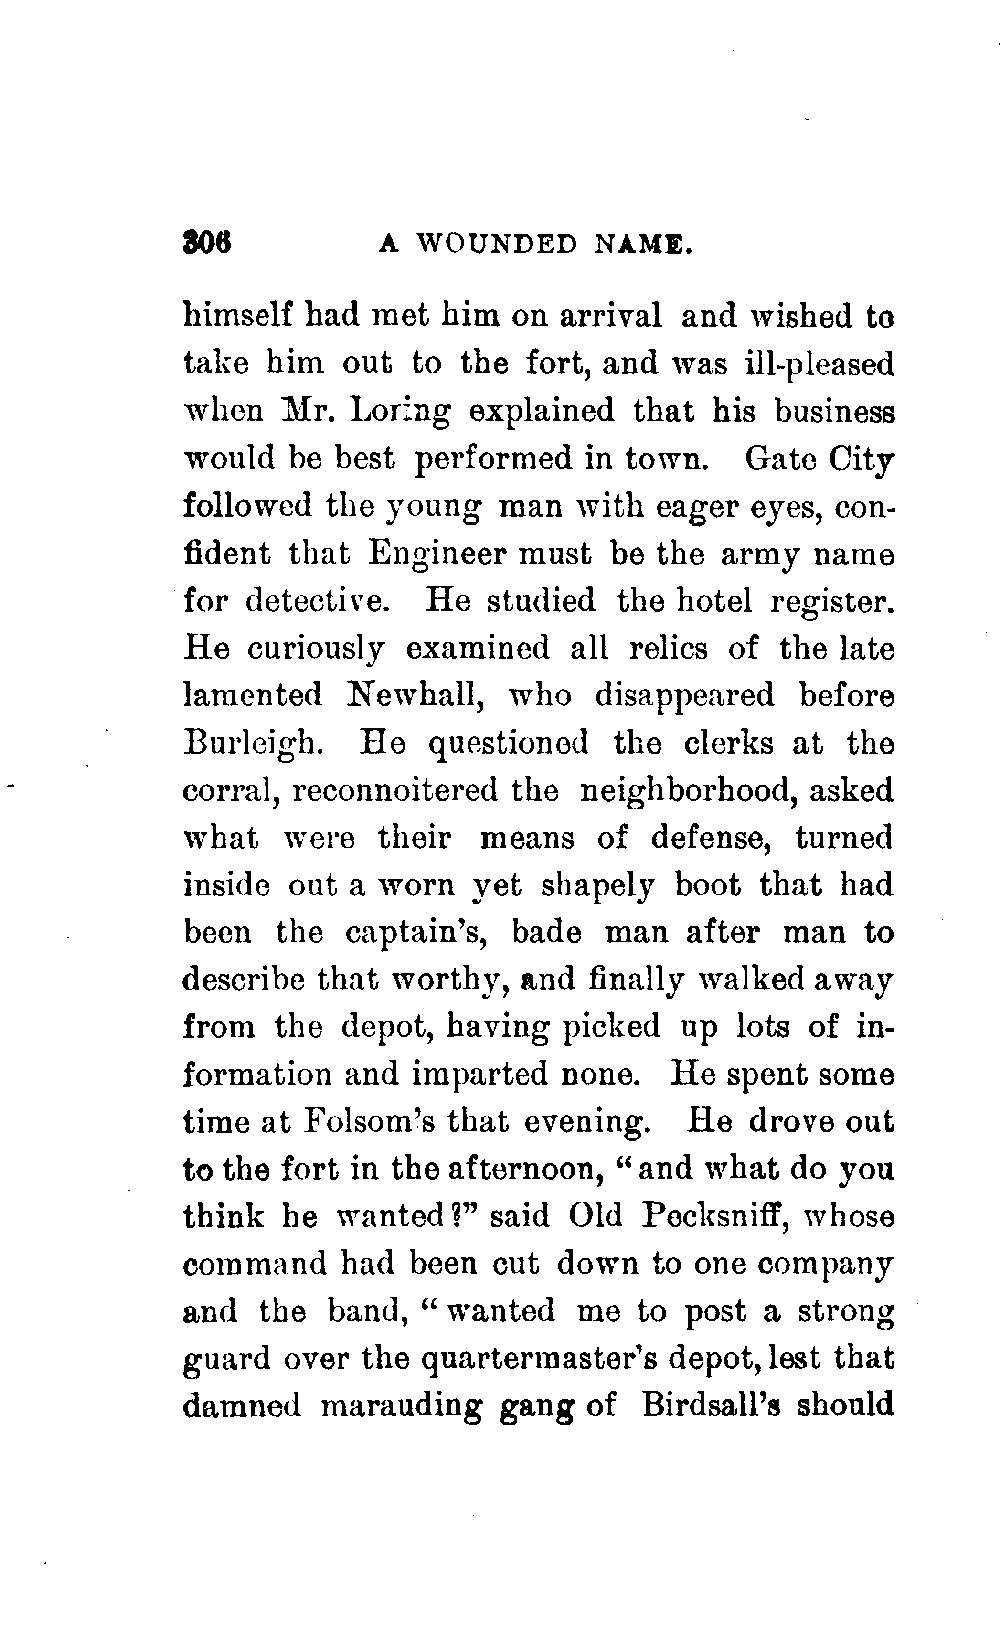 306 A WOUNDED NAME.
himself had met him on arrival and wished to
take him out to the fort, and was ill-pleased
when Mr. Loring explained that his business
would be best performed in town. Gate City
followed the young man with eager eyes, con-
fident that Engineer must be the army name
for detective. He studied the hotel register.
He curiously examined all relics of the late
lamented Newhall, who disappeared before
Burleigh. He questioned the clerks at the
corral, reconnoitered the neighborhood, asked
what were their means of defense, turned
inside out a worn yet shapely boot that had
been the captain's, bade man after man to
describe that worthy, and finally walked away
from the depot, having picked up lots of in-
formation and imparted none. He spent some
time at Folsom's that evening. He drove out
to the fort in the afternoon, “and what do you
think he wanted?” said Old Pecksniff, whose
command had been cut down to one company
and the band, “wanted me to post a strong
guard over the quartermaster's depot, lest that
damned marauding gang of Birdsall's should